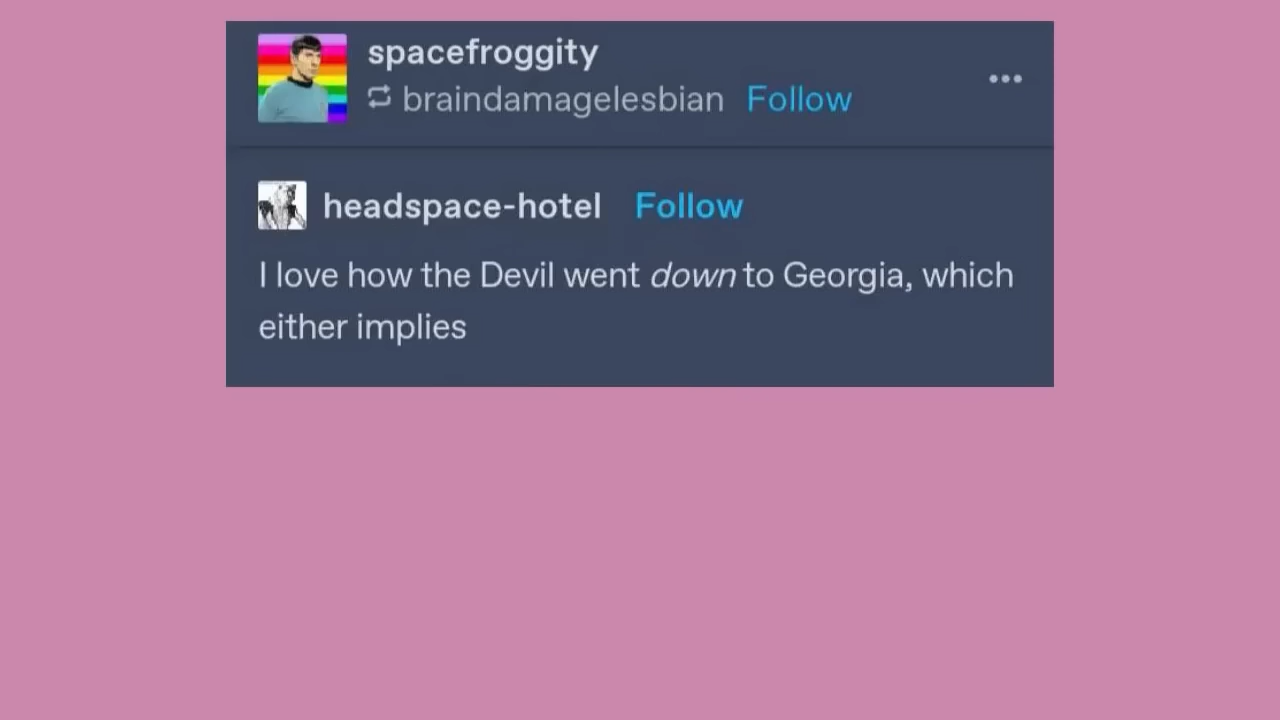 spacefroggity
braindamagelesbian Follow
headspace-hotel Follow
I love how the Devil went down to Georgia, which
either implies